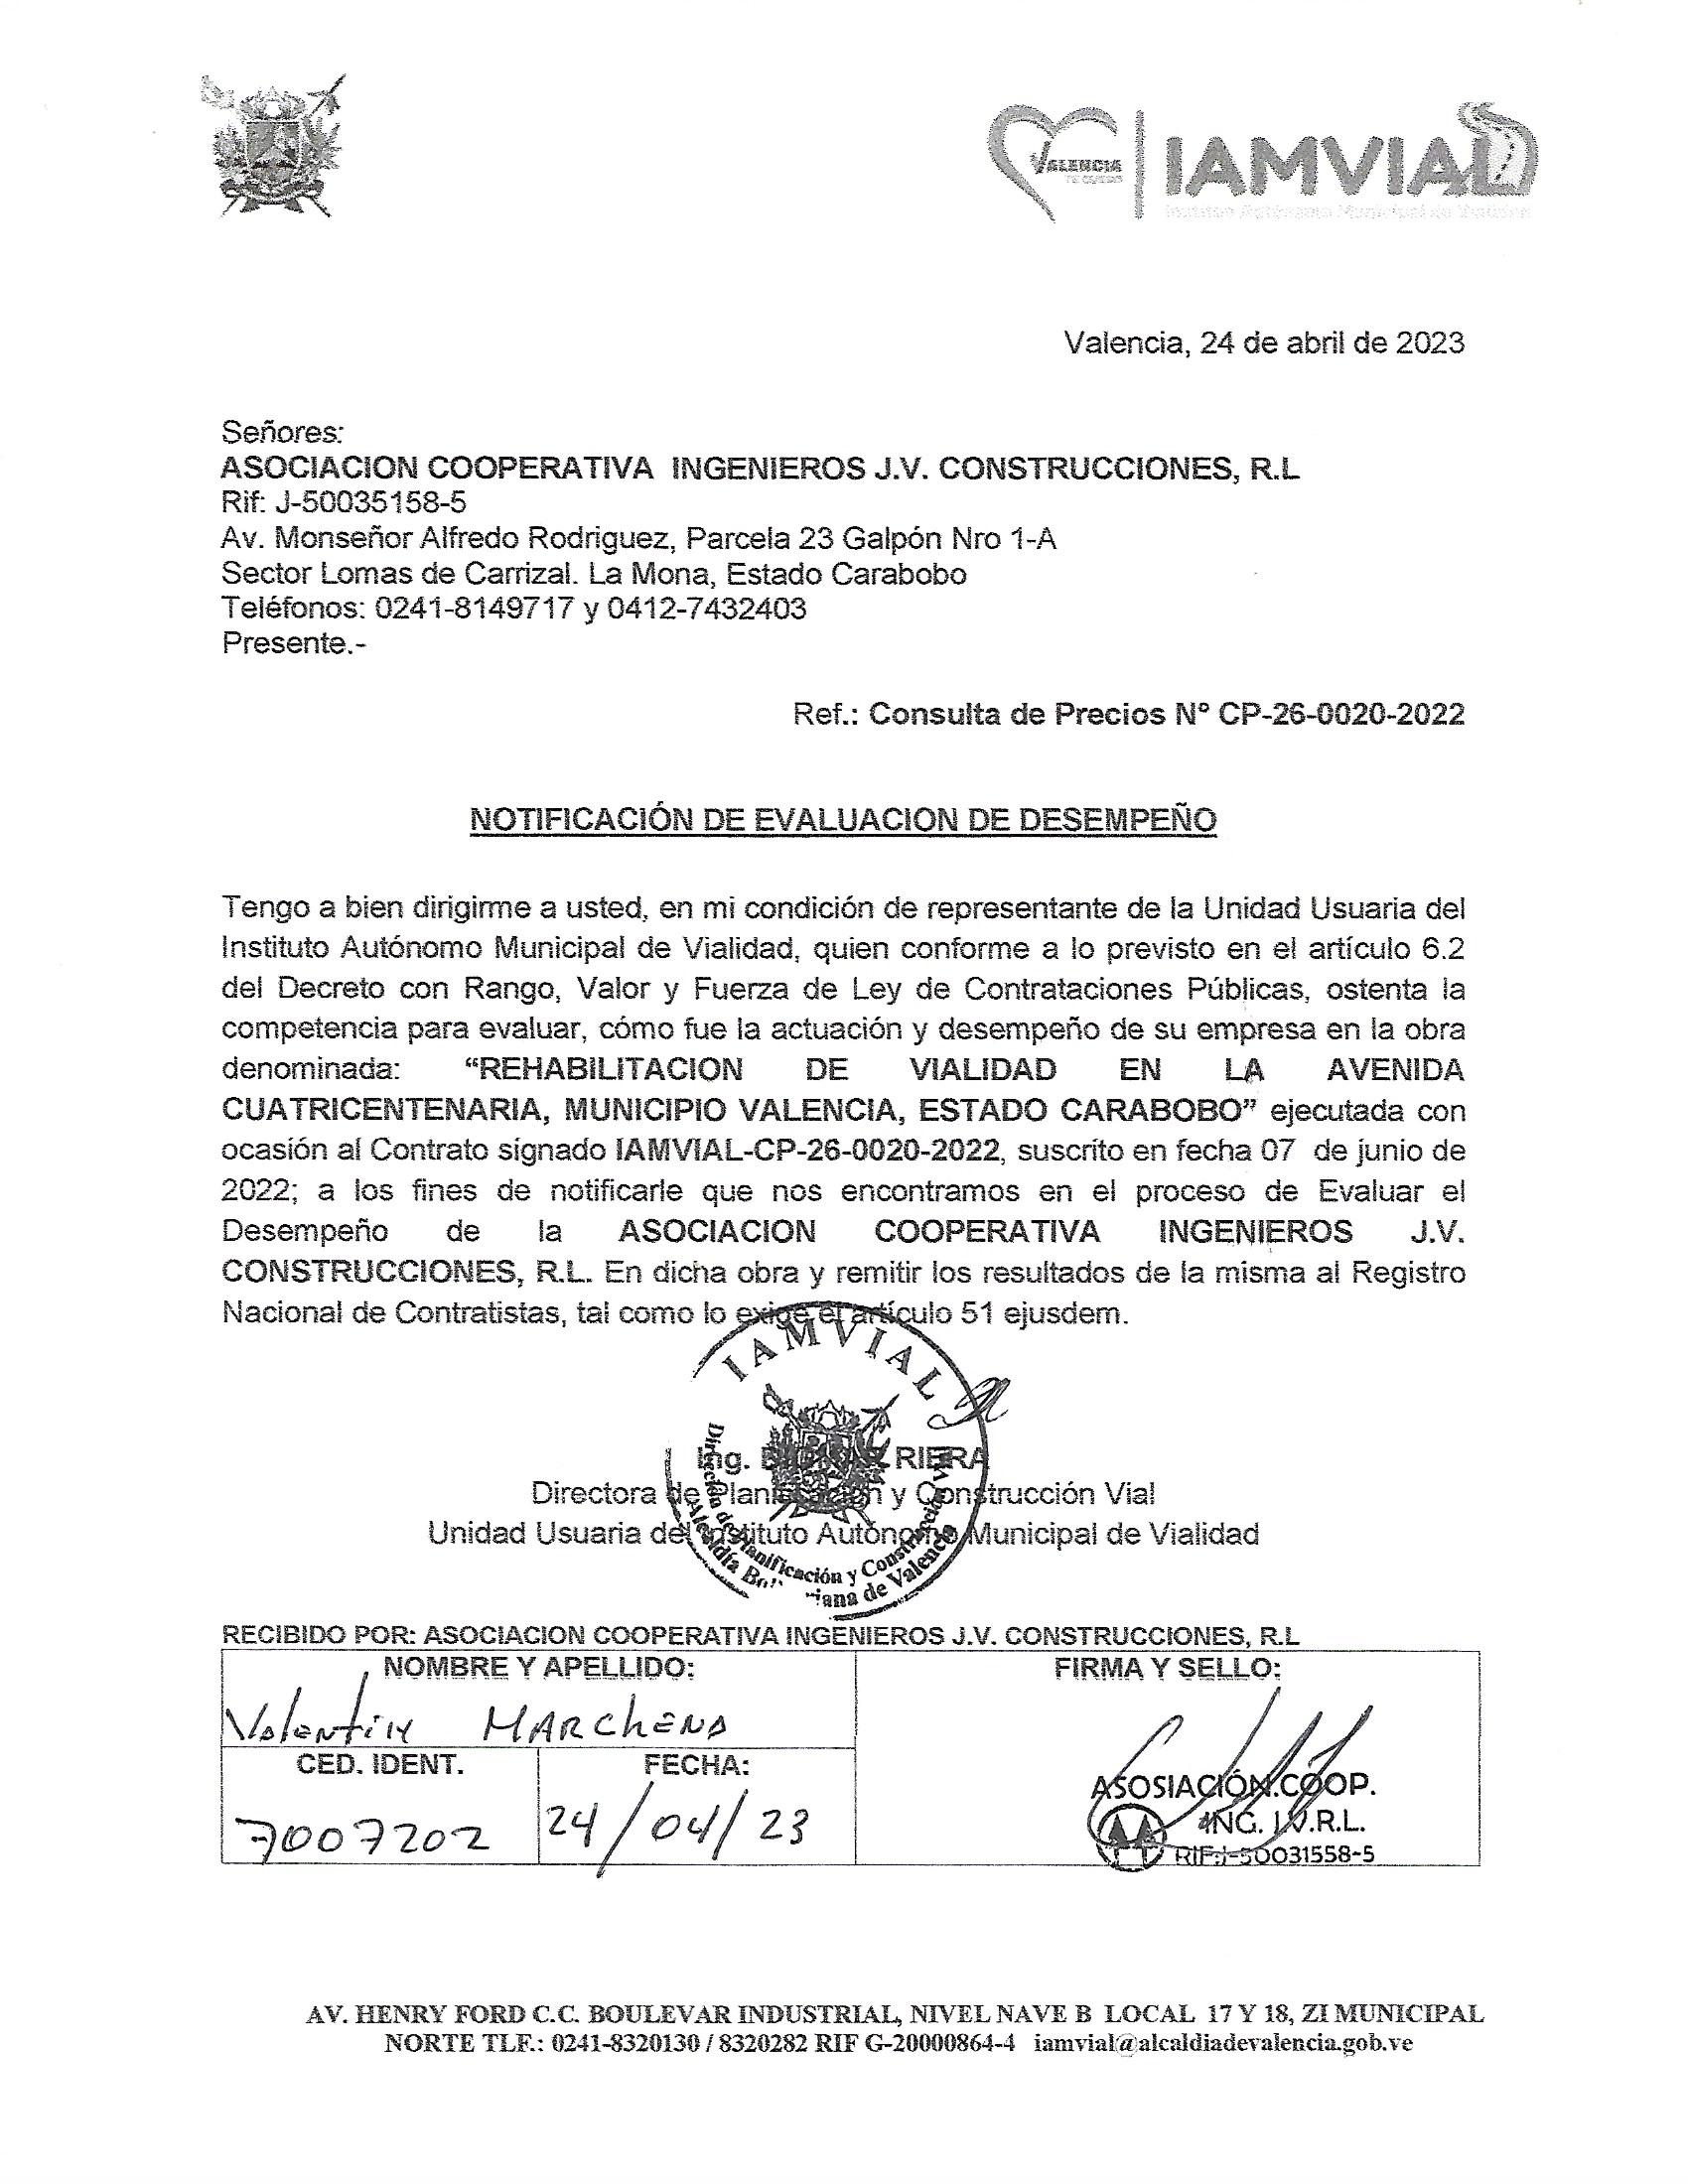 VALENCIA
IAMVIAL
Instituto Autónomo Municipal de Vialidad
Valencia, 24 de abril de 2023
Señores:
ASOCIACION COOPERATIVA INGENIEROS J.V. CONSTRUCCIONES, R.L
Rif: J-50035158-5
Av. Monseñor Alfredo Rodriguez, Parcela 23 Galpón Nro 1-A
Sector Lomas de Carrizal. La Mona, Estado Carabobo
Teléfonos: 0241-8149717 y 0412-7432403
Presente.-
Ref.: Consulta de Precios Nº CP-26-0020-2022
NOTIFICACIÓN DE EVALUACION DE DESEMPEÑO
Tengo a bien dirigirme a usted, en mi condición de representante de la Unidad Usuaria del
Instituto Autónomo Municipal de Vialidad, quien conforme a lo previsto en el artículo 6.2
del Decreto con Rango, Valor y Fuerza de Ley de Contrataciones Públicas, ostenta la
competencia para evaluar, cómo fue la actuación y desempeño de su empresa en la obra
denominada: “REHABILITACION DE VIALIDAD EN LA AVENIDA
CUATRICENTENARIA, MUNICIPIO VALENCIA, ESTADO CARABOBO” ejecutada con
ocasión al Contrato signado IAMVIAL-CP-26-0020-2022, suscrito en fecha 07 de junio de
2022; a los fines de notificarle que nos encontramos en el proceso de Evaluar el
Desempeño de la ASOCIACION COOPERATIVA INGENIEROS J.V.
CONSTRUCCIONES, R.L. En dicha obra y remitir los resultados de la misma al Registro
Nacional de Contratistas, tal como lo exige el artículo 51 ejusdem.
IAMVIAL
Ing. RIERA
Directora de Planificación y Construcción Vial
Unidad Usuaria del Instituto Autónomo Municipal de Vialidad
Dirección de Planificación y Construcción
Alcaldía de Valencia
RECIBIDO POR: ASOCIACION COOPERATIVA INGENIEROS J.V. CONSTRUCCIONES, R.L
NOMBRE Y APELLIDO:
FIRMA Y SELLO:
Valentin MARCHENA
CED. IDENT.
FECHA:
7007202
24/04/23
ASOSIACIÓN.COOP.
ING. J.V.R.L.
RIF:J-50031558-5
AV. HENRY FORD C.C. BOULEVAR INDUSTRIAL, NIVEL NAVE B LOCAL 17 Y 18, ZI MUNICIPAL
NORTE TLF.: 0241-8320130 / 8320282 RIF G-20000864-4 iamvial@alcaldiadevalencia.gob.ve